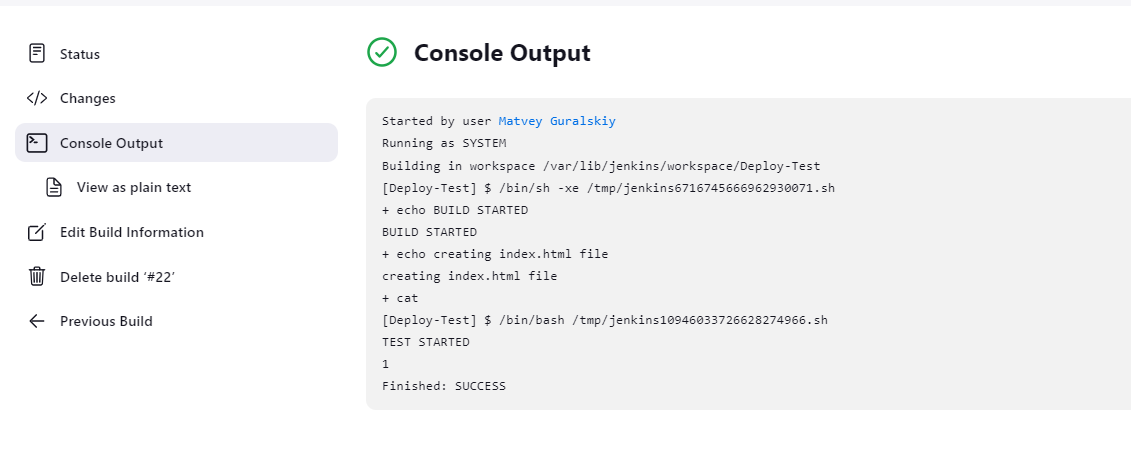 Status
Changes
Console Output
View as plain text
Edit Build Information
Delete build ‘#22’
Previous Build
Console Output
Started by user Matvey Guralskiy
Running as SYSTEM
Building in workspace /var/lib/jenkins/workspace/Deploy-Test
[Deploy-Test] $ /bin/sh -xe /tmp/jenkins6716745666962930071.sh
+ echo BUILD STARTED
BUILD STARTED
+ echo creating index.html file
creating index.html file
+ cat
[Deploy-Test] $ /bin/bash /tmp/jenkins10946033726628274966.sh
TEST STARTED
1
Finished: SUCCESS